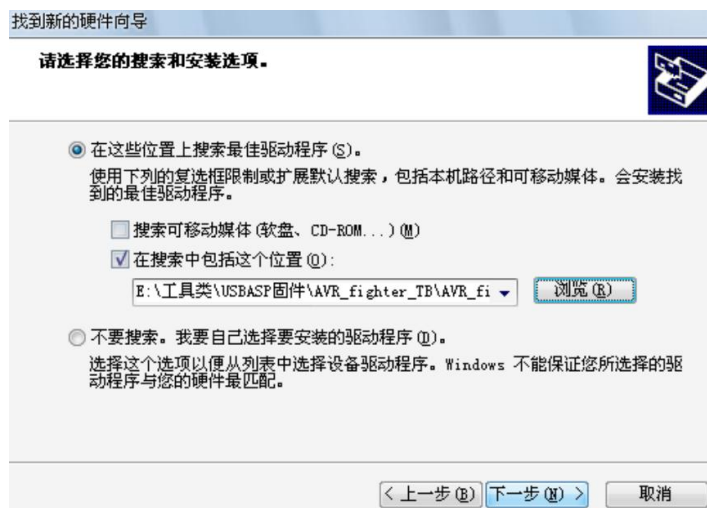 找到新的硬件向导
请选择您的搜索和安装选项。
在这些位置上搜索最佳驱动程序(S)。
使用下列的复选框限制或扩展默认搜索，包括本机路径和可移动媒体。会安装找
到的最佳驱动程序。
搜索可移动媒体(软盘、CD-ROM...)(M)
在搜索中包括这个位置(O):
E:\工具类\USBASP固件\AVR_fighter_TB\AVR_fi
浏览(R)
不要搜索。我要自己选择要安装的驱动程序(D)。
选择这个选项以便从列表中选择设备驱动程序。Windows 不能保证您所选择的驱
动程序与您的硬件最匹配。
<上一步(B) 下一步(N)> 取消